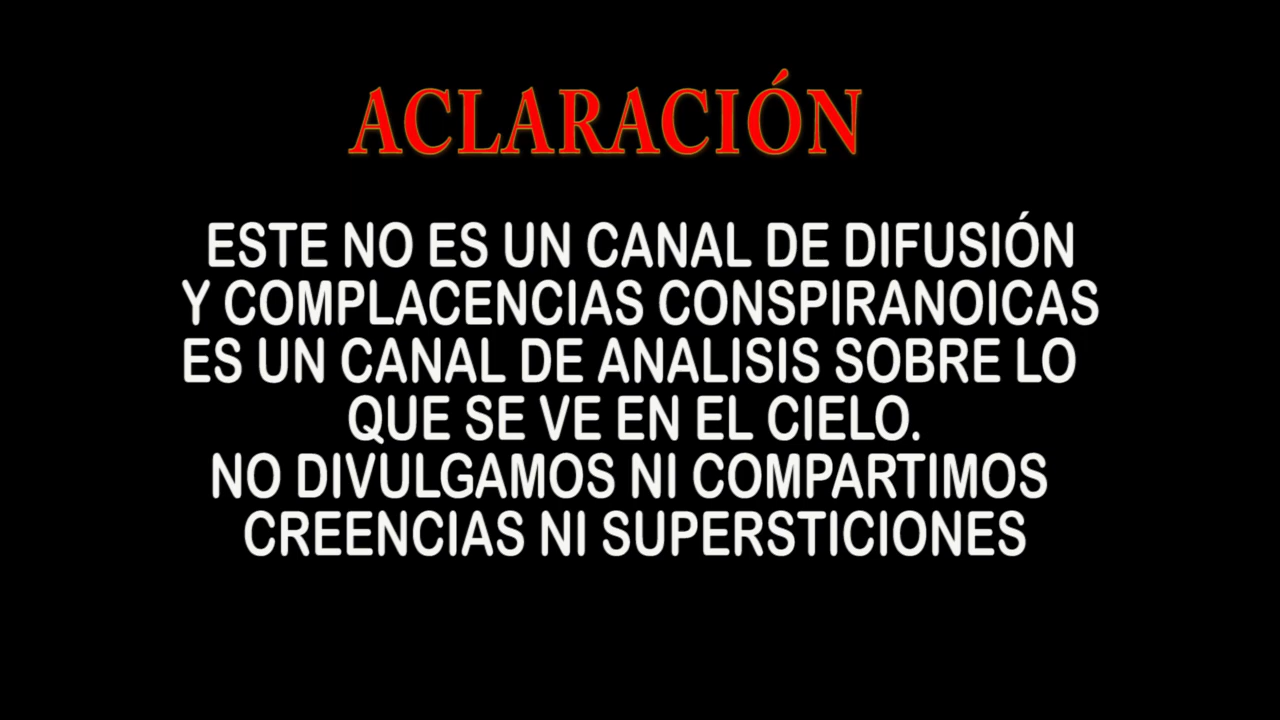 ACLARACIÓN
ESTE NO ES UN CANAL DE DIFUSIÓN
Y COMPLACENCIAS CONSPIRANOICAS
ES UN CANAL DE ANALISIS SOBRE LO
QUE SE VE EN EL CIELO.
NO DIVULGAMOS NI COMPARTIMOS
CREENCIAS NI SUPERSTICIONES